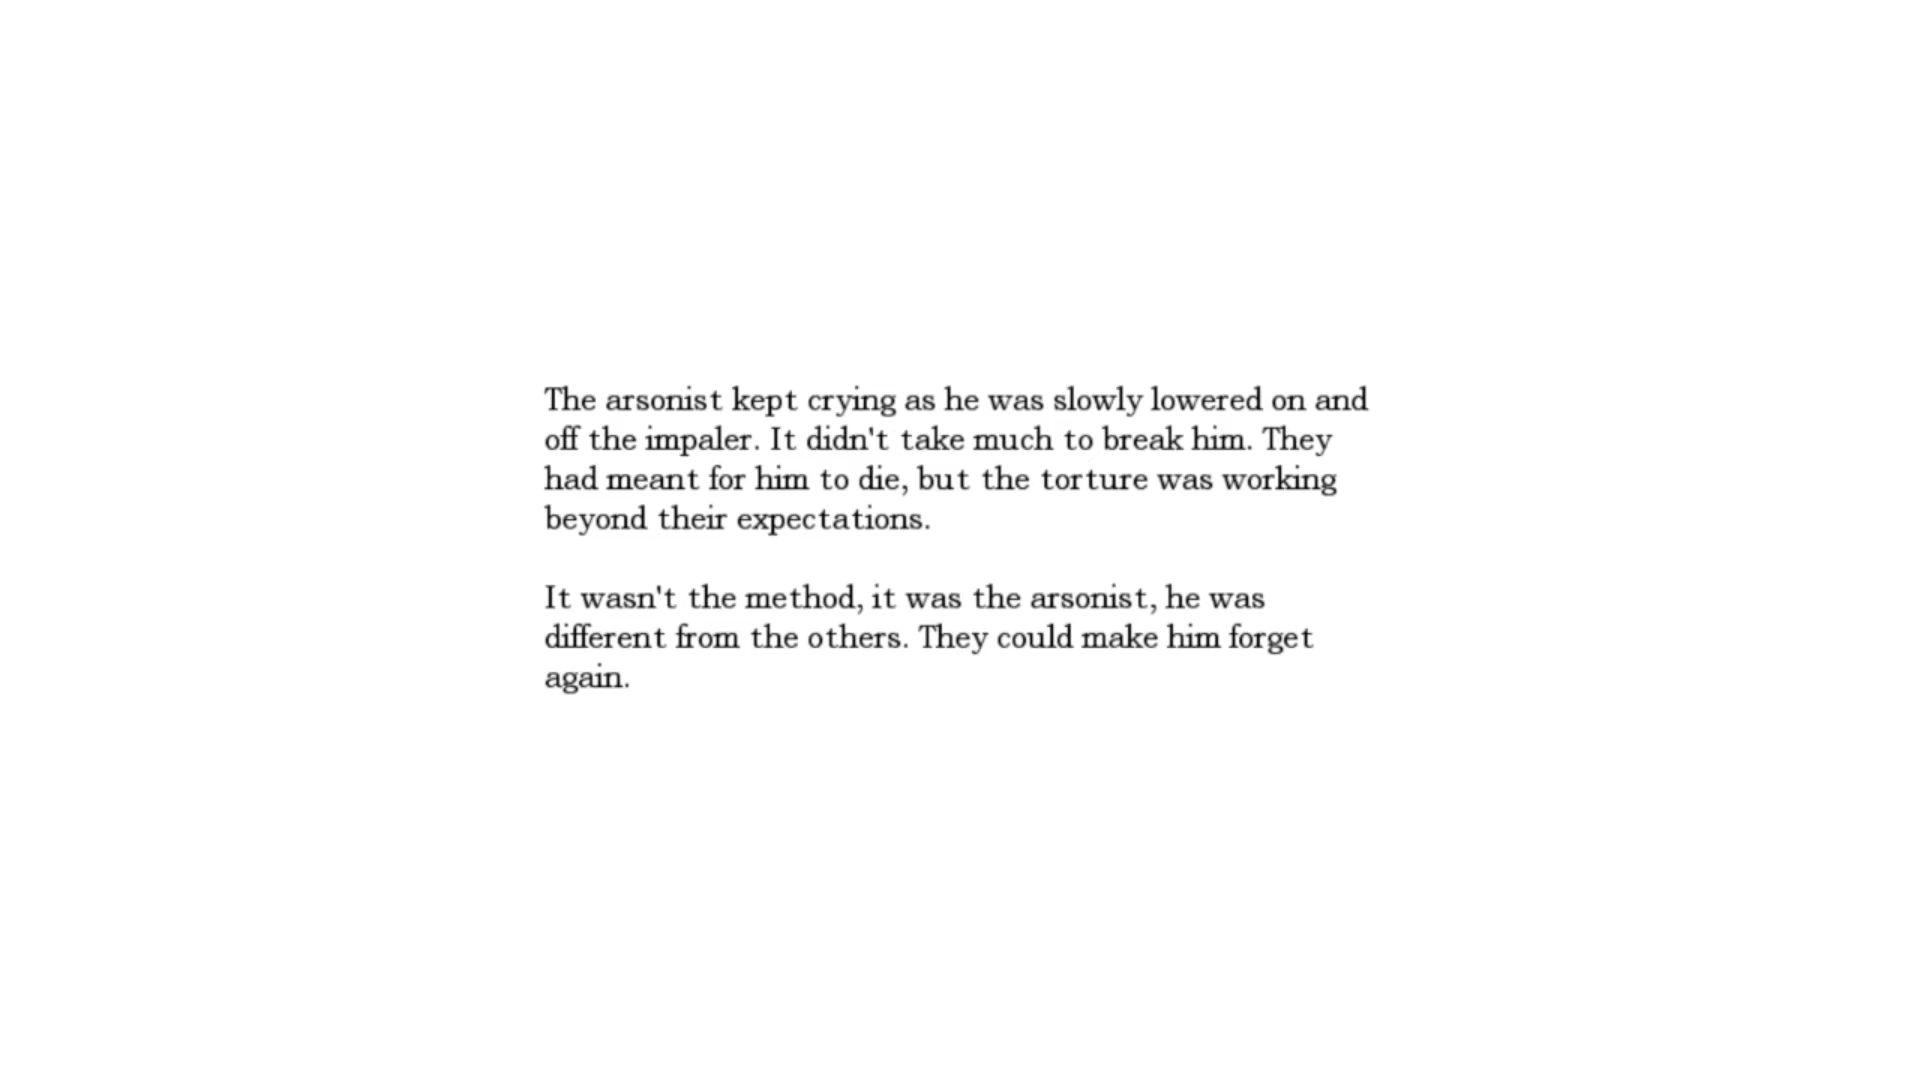 The arsonist kept crying as he was slowly lowered on and
off the impaler. It didn't take much to break him. They
had meant for him to die, but the torture was working
beyond their expectations.
It wasn't the method, it was the arsonist, he was
different from the others. They could make him forget
again.